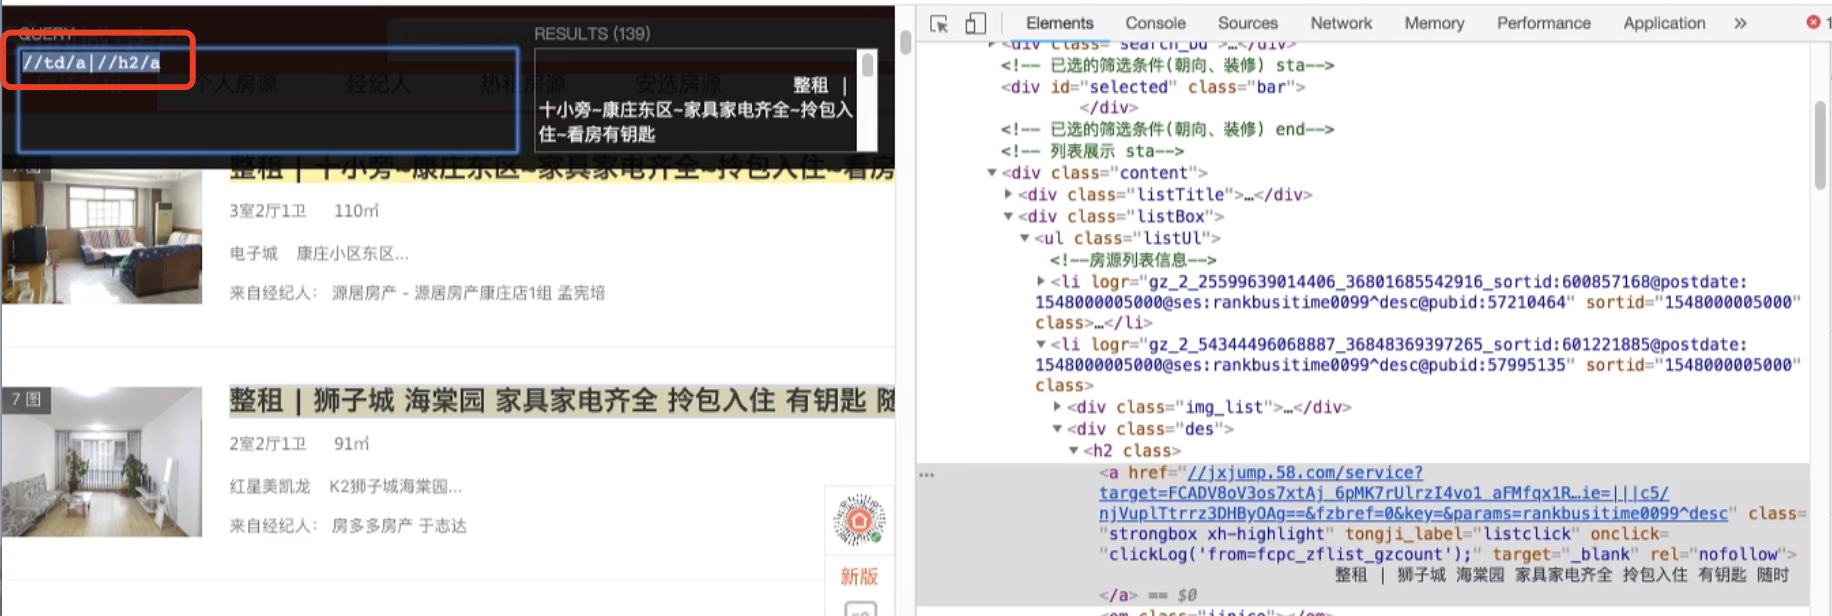 QUERY
//td/a|//h2/a
RESULTS (139)
整租 |
十小旁~康庄东区~家具家电齐全~拎包入
住~看房有钥匙
个人房源 经纪人 热租房源 安选房源
整租 | 十小旁~康庄东区~家具家电齐全~拎包入住~看房
3室2厅1卫 110㎡
电子城 康庄小区东区...
来自经纪人： 源居房产 - 源居房产康庄店1组 孟宪培
7 图
整租 | 狮子城 海棠园 家具家电齐全 拎包入住 有钥匙 随
2室2厅1卫 91㎡
红星美凯龙 K2狮子城海棠园...
来自经纪人： 房多多房产 于志达
新版
Elements Console Sources Network Memory Performance Application » 1
<div class="search_bd">…</div>
<!-- 已选的筛选条件(朝向、装修) sta-->
<div id="selected" class="bar">
</div>
<!-- 已选的筛选条件(朝向、装修) end-->
<!-- 列表展示 sta-->
<div class="content">
<div class="listTitle">…</div>
<div class="listBox">
<ul class="listUl">
<!--房源列表信息-->
<li logr="gz_2_25599639014406_36801685542916_sortid:600857168@postdate:
1548000005000@ses:rankbusitime0099^desc@pubid:57210464" sortid="1548000005000"
class>…</li>
<li logr="gz_2_54344496068887_36848369397265_sortid:601221885@postdate:
1548000005000@ses:rankbusitime0099^desc@pubid:57995135" sortid="1548000005000"
class>
<div class="img_list">…</div>
<div class="des">
<h2 class>
… <a href="//jxjump.58.com/service?
target=FCADV8oV3os7xtAj_6pMK7rUlrzI4vo1_aFMfqx1R…ie=|||c5/
njVuplTtrrz3DHByOAg==&fzbref=0&key=&params=rankbusitime0099^desc" class=
"strongbox xh-highlight" tongji_label="listclick" onclick=
"clickLog('from=fcpc_zflist_gzcount');" target="_blank" rel="nofollow">
整租 | 狮子城 海棠园 家具家电齐全 拎包入住 有钥匙 随时
</a> == $0